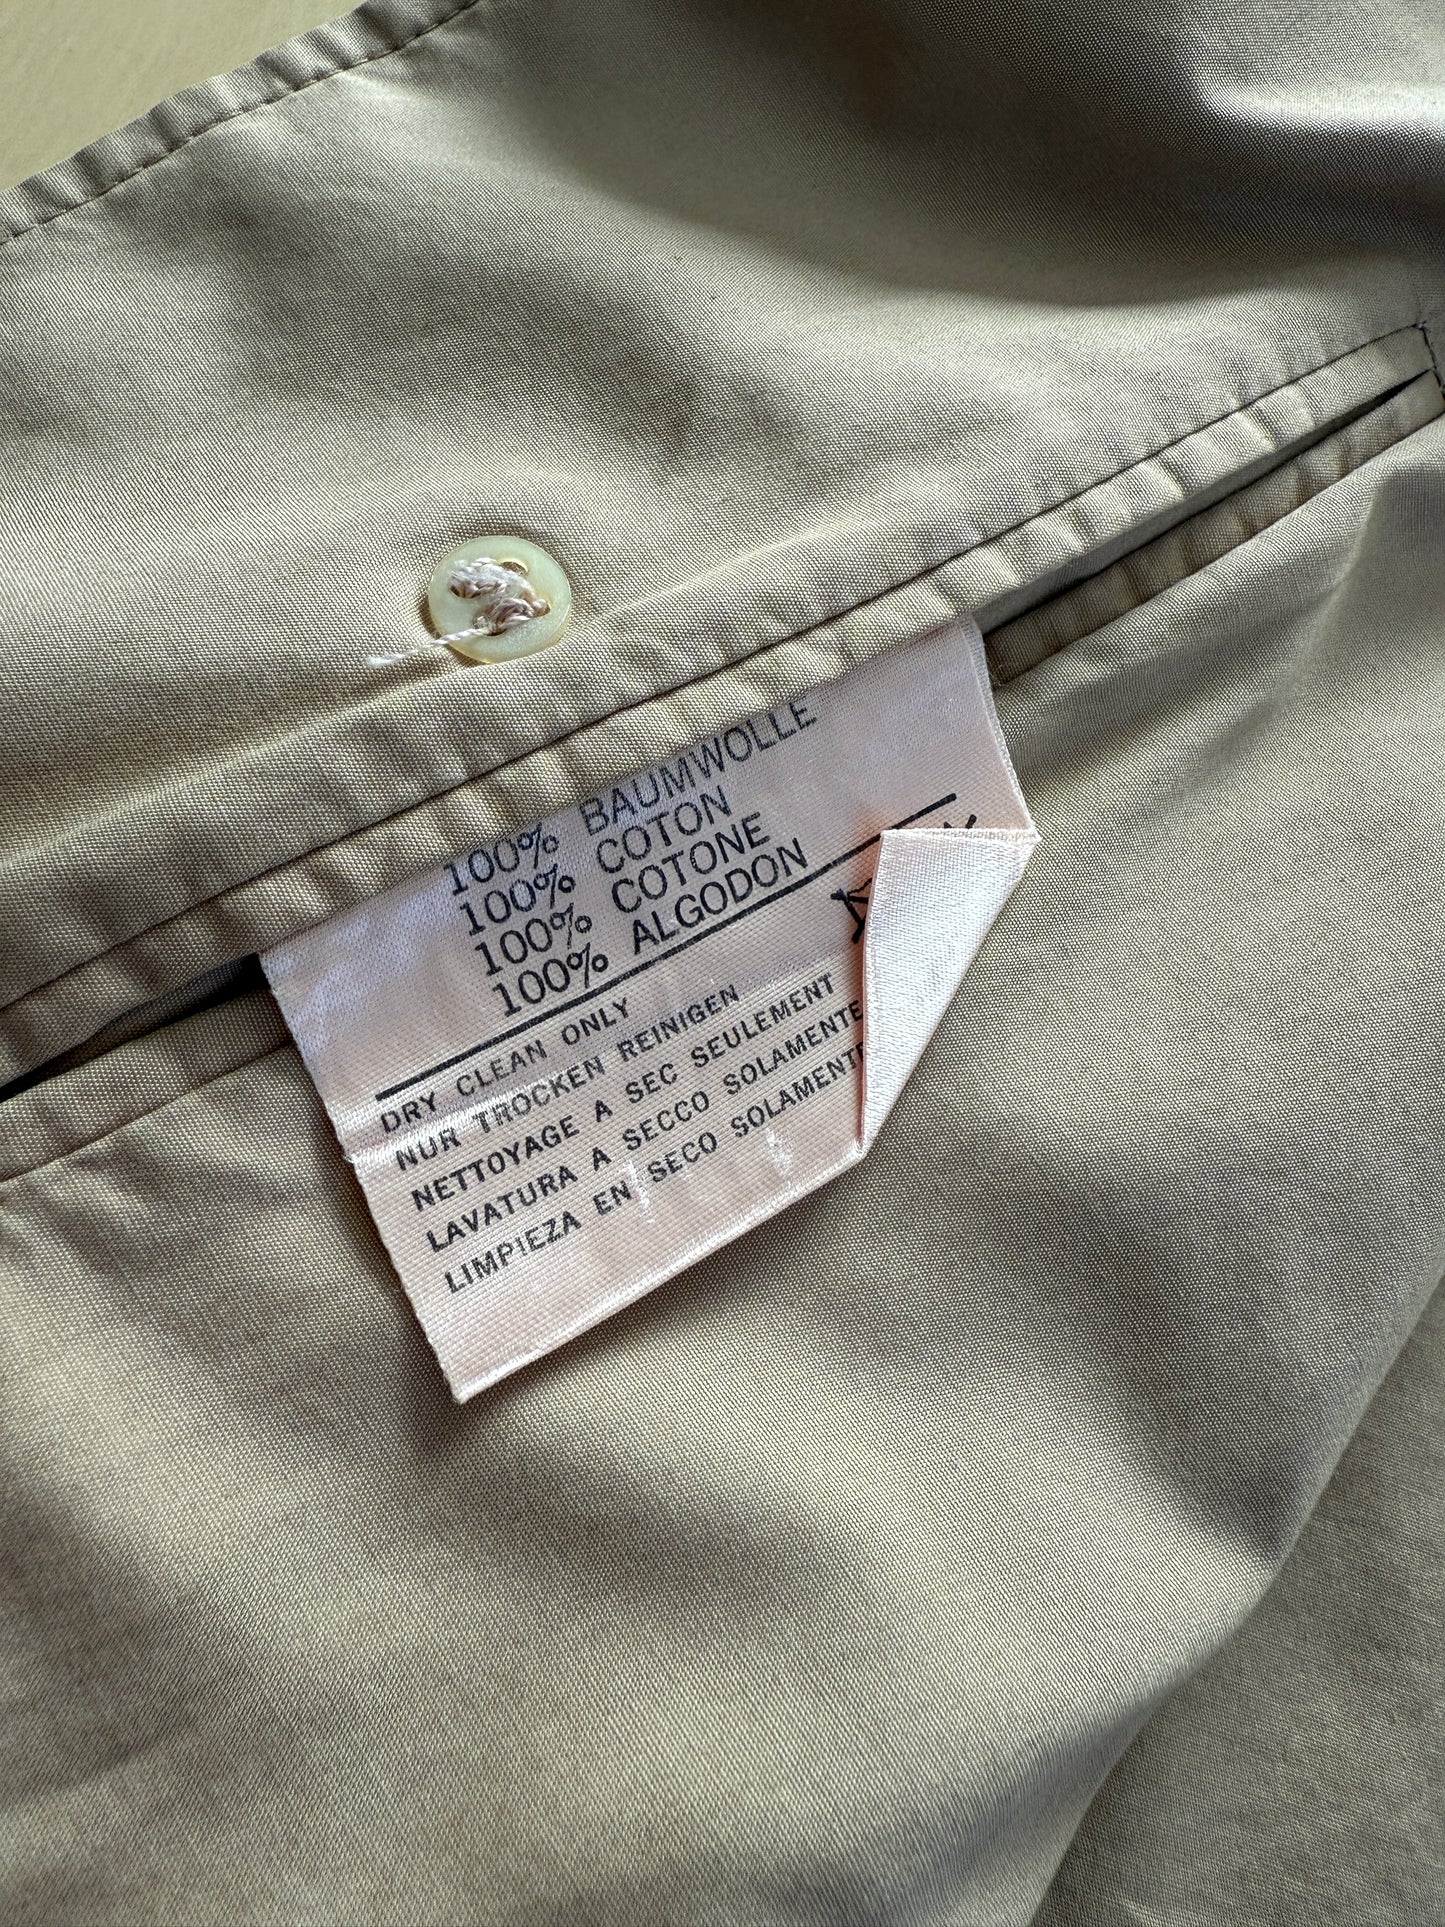 100% BAUMWOLLE
100% COTON
100% COTONE
100% ALGODON
DRY CLEAN ONLY
NUR TROCKEN REINIGEN
NETTOYAGE A SEC SEULEMENT
LAVATURA A SECCO SOLAMENTE
LIMPIEZA EN SECO SOLAMENTE